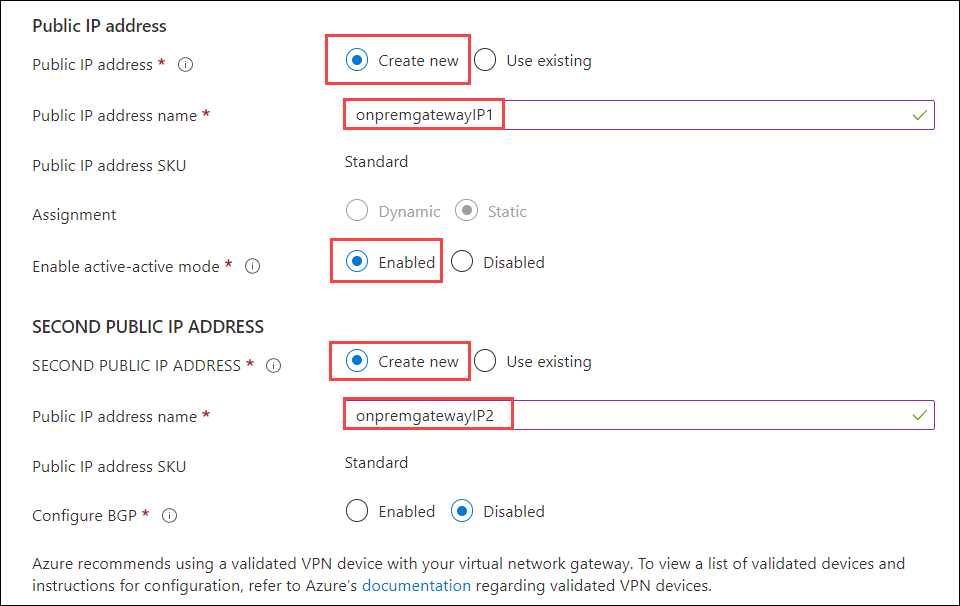 Public IP address
Public IP address * Create new Use existing
Public IP address name * onpremgatewayIP1
Public IP address SKU Standard
Assignment Dynamic Static
Enable active-active mode * Enabled Disabled
SECOND PUBLIC IP ADDRESS
SECOND PUBLIC IP ADDRESS * Create new Use existing
Public IP address name * onpremgatewayIP2
Public IP address SKU Standard
Configure BGP * Enabled Disabled
Azure recommends using a validated VPN device with your virtual network gateway. To view a list of validated devices and
instructions for configuration, refer to Azure's documentation regarding validated VPN devices.